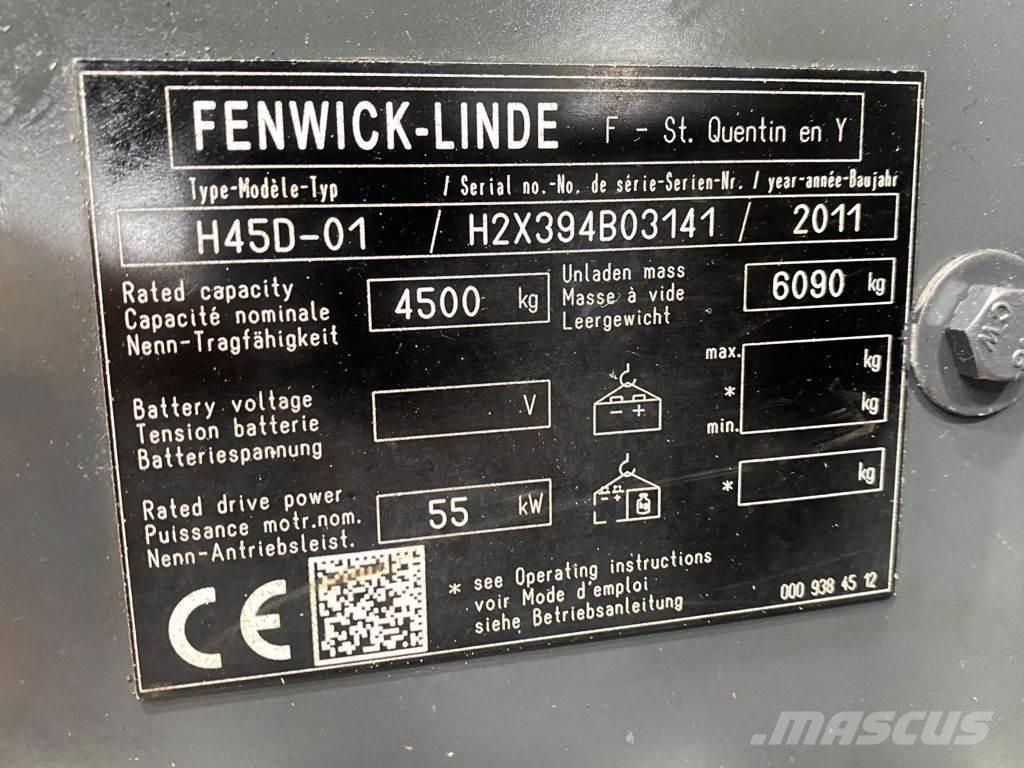 FENWICK-LINDE F - St. Quentin en Y
Type-Modèle-Typ / Serial no.-No. de série-Serien-Nr. / year-année-Baujahr
H45D-01 / H2X394B03141 / 2011
Rated capacity
Capacité nominale
Nenn-Tragfähigkeit
4500 kg
Unladen mass
Masse à vide
Leergewicht
6090 kg
Battery voltage
Tension batterie
Batteriespannung
V
- +
max. kg
* kg
min.
Rated drive power
Puissance motr.nom.
Nenn-Antriebsleist.
55 kW
kg
* kg
CE
* see Operating instructions
voir Mode d'emploi
siehe Betriebsanleitung
000 938 45 12
MASCUS